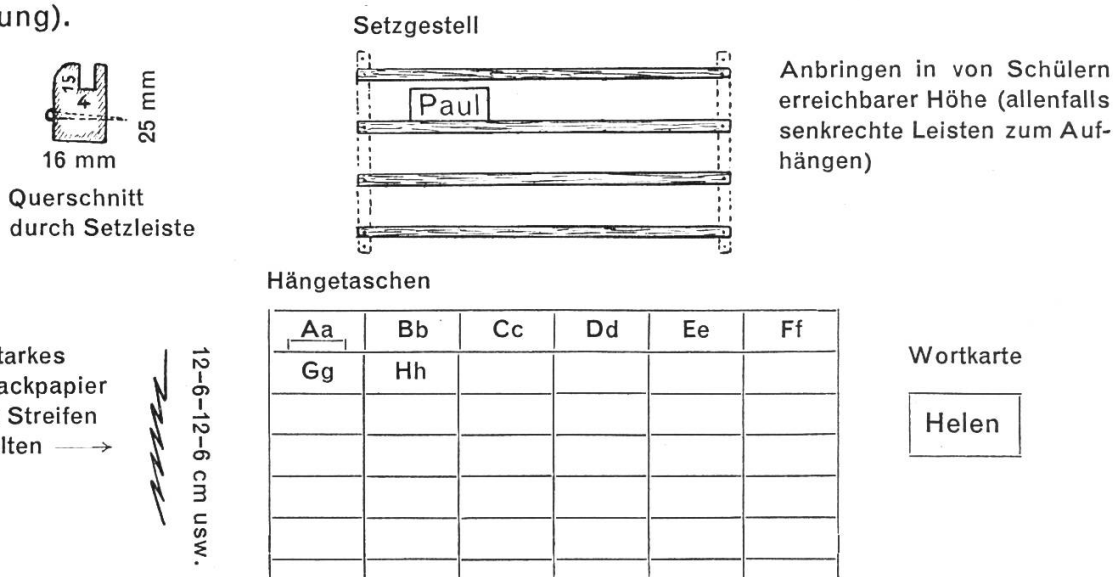 ung).
Setzgestell
15
4
25 mm
16 mm
Querschnitt
durch Setzleiste
Paul
Anbringen in von Schülern
erreichbarer Höhe (allenfalls
senkrechte Leisten zum Auf-
hängen)
Hängetaschen
Aa Bb Cc Dd Ee Ff
Gg Hh
tarkes
ackpapier
Streifen
lten →
12–6–12–6 cm usw.
Wortkarte
Helen